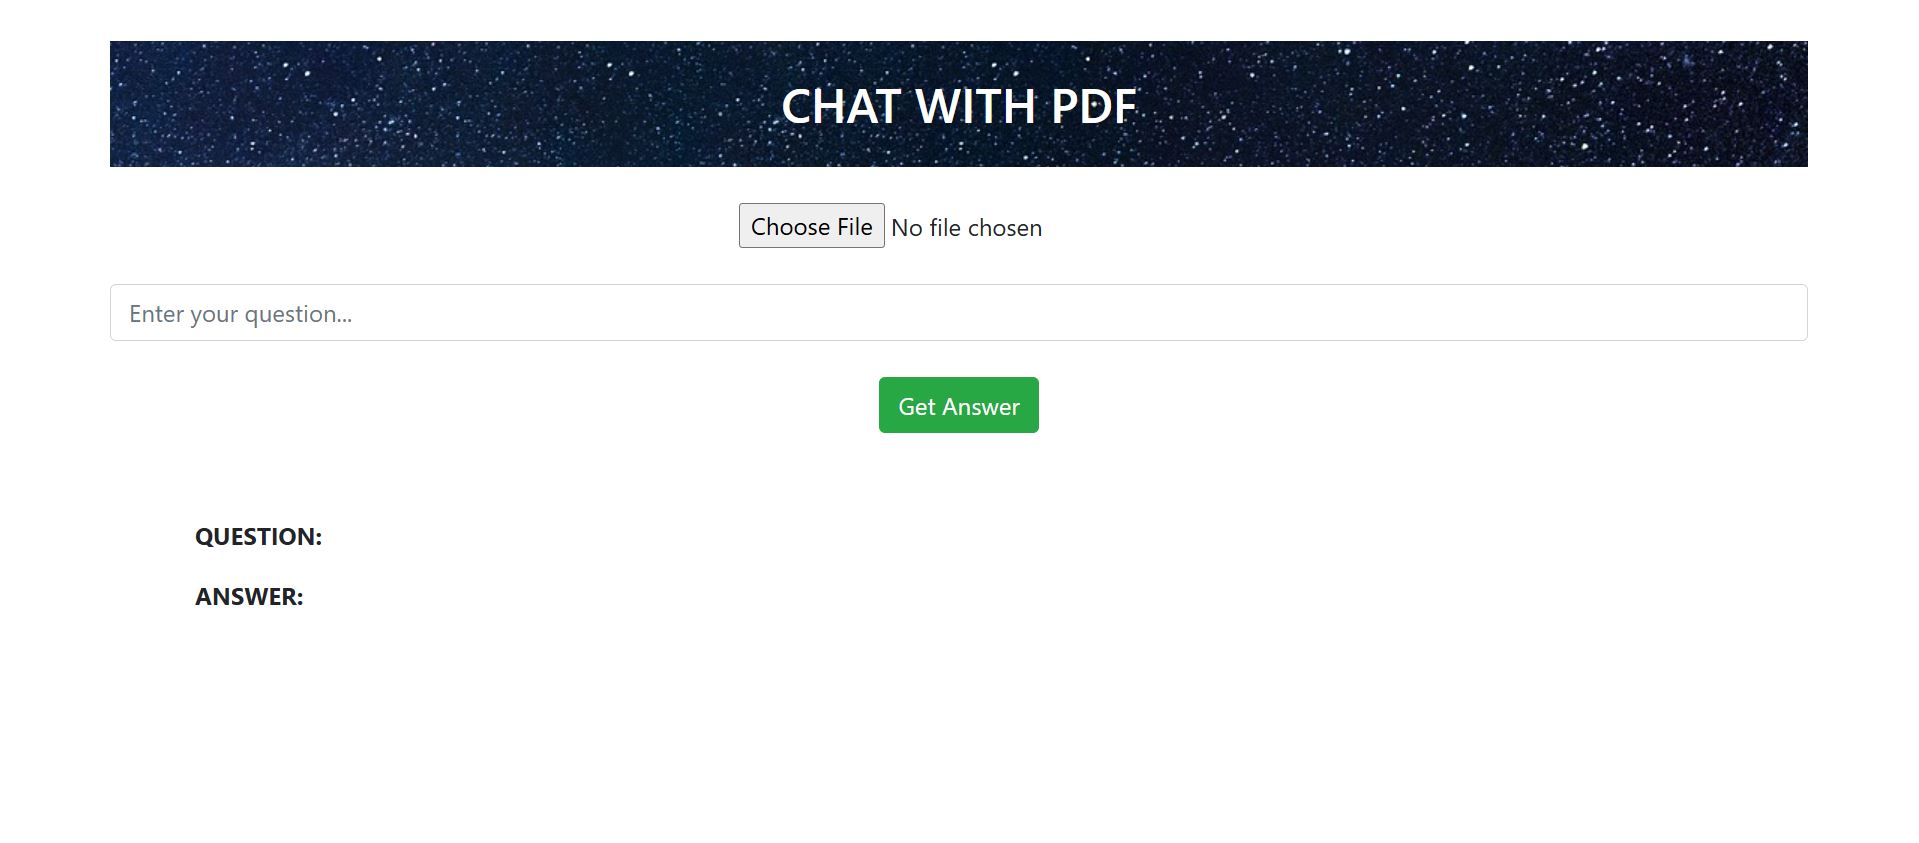 CHAT WITH PDF
Choose File No file chosen
Enter your question...
Get Answer
QUESTION:
ANSWER: